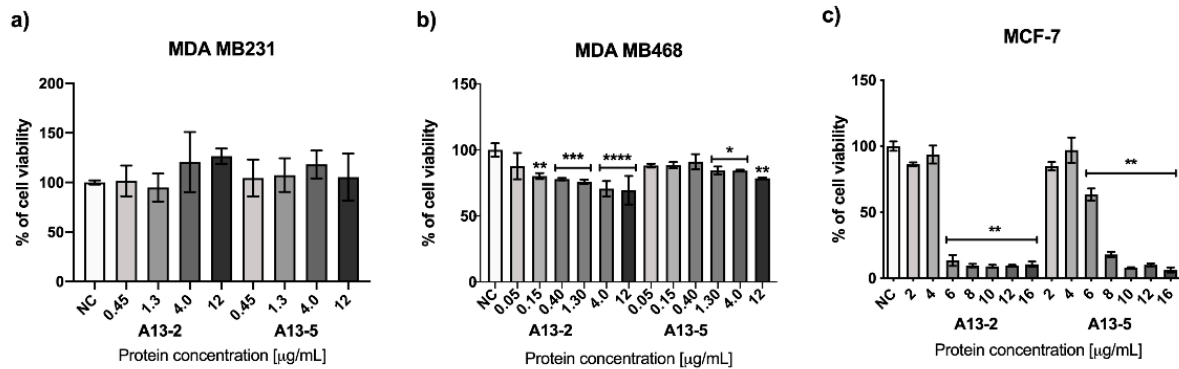 a)
MDA MB231
% of cell viability
200
150
100
50
0
NC 0.45 1.3 4.0 12 0.45 1.3 4.0 12
A13-2 A13-5
Protein concentration [µg/mL]
b)
MDA MB468
% of cell viability
150
100
50
0
** *** **** * **
NC 0.05 0.15 0.40 1.30 4.0 12 0.05 0.15 0.40 1.30 4.0 12
A13-2 A13-5
Protein concentration [µg/mL]
c)
MCF-7
% of cell viability
150
100
50
0
** **
NC 2 4 6 8 10 12 16 2 4 6 8 10 12 16
A13-2 A13-5
Protein concentration [µg/mL]